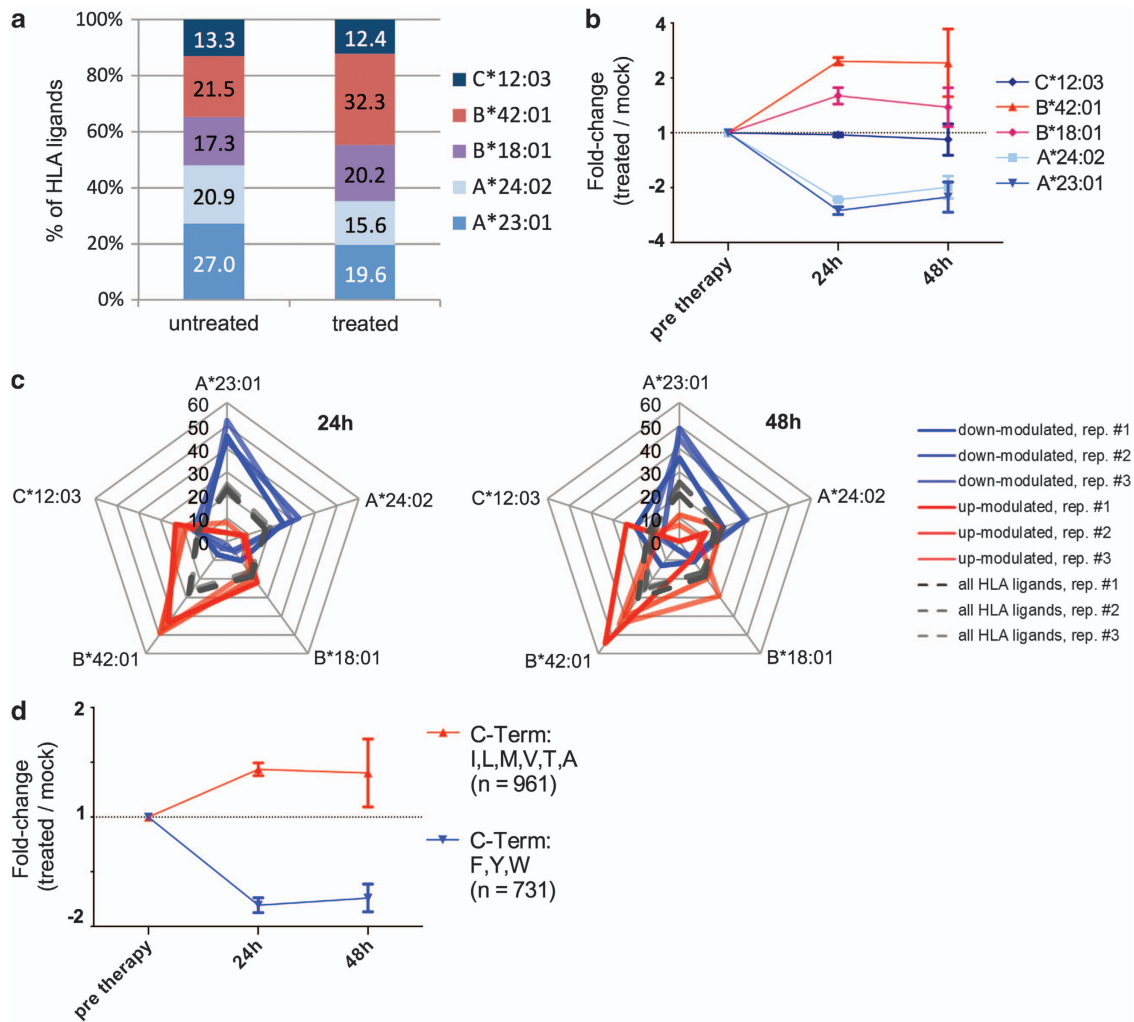 a
100%
80%
60%
40%
20%
0%
% of HLA ligands
13.3
21.5
17.3
20.9
27.0
12.4
32.3
20.2
15.6
19.6
untreated
treated
C*12:03
B*42:01
B*18:01
A*24:02
A*23:01
b
4
2
1
-2
-4
Fold-change
(treated / mock)
pre therapy
24h
48h
C*12:03
B*42:01
B*18:01
A*24:02
A*23:01
c
A*23:01
24h
60
50
40
30
20
10
0
C*12:03
A*24:02
B*42:01
B*18:01
A*23:01
48h
60
50
40
30
20
10
0
C*12:03
A*24:02
B*42:01
B*18:01
down-modulated, rep. #1
down-modulated, rep. #2
down-modulated, rep. #3
up-modulated, rep. #1
up-modulated, rep. #2
up-modulated, rep. #3
all HLA ligands, rep. #1
all HLA ligands, rep. #2
all HLA ligands, rep. #3
d
2
1
-2
Fold-change
(treated / mock)
pre therapy
24h
48h
C-Term:
I,L,M,V,T,A
(n = 961)
C-Term:
F,Y,W
(n = 731)